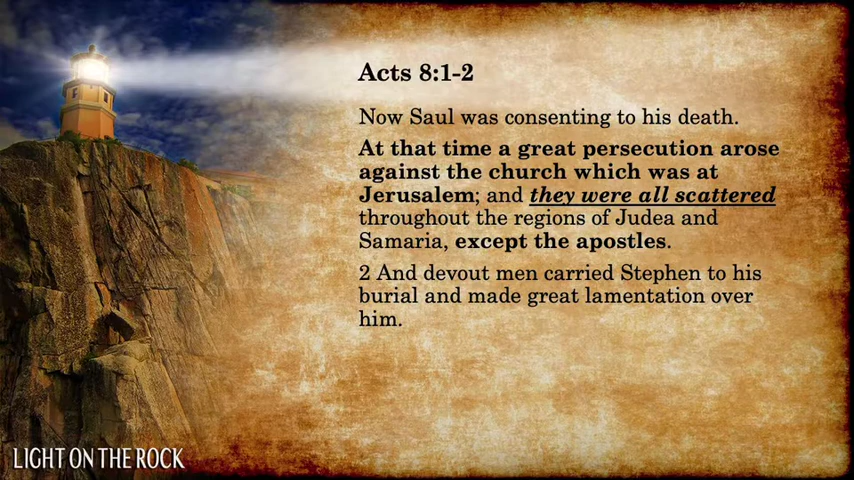 Acts 8:1-2
Now Saul was consenting to his death.
At that time a great persecution arose
against the church which was at
Jerusalem; and they were all scattered
throughout the regions of Judea and
Samaria, except the apostles.
2 And devout men carried Stephen to his
burial and made great lamentation over
him.
LIGHT ON THE ROCK